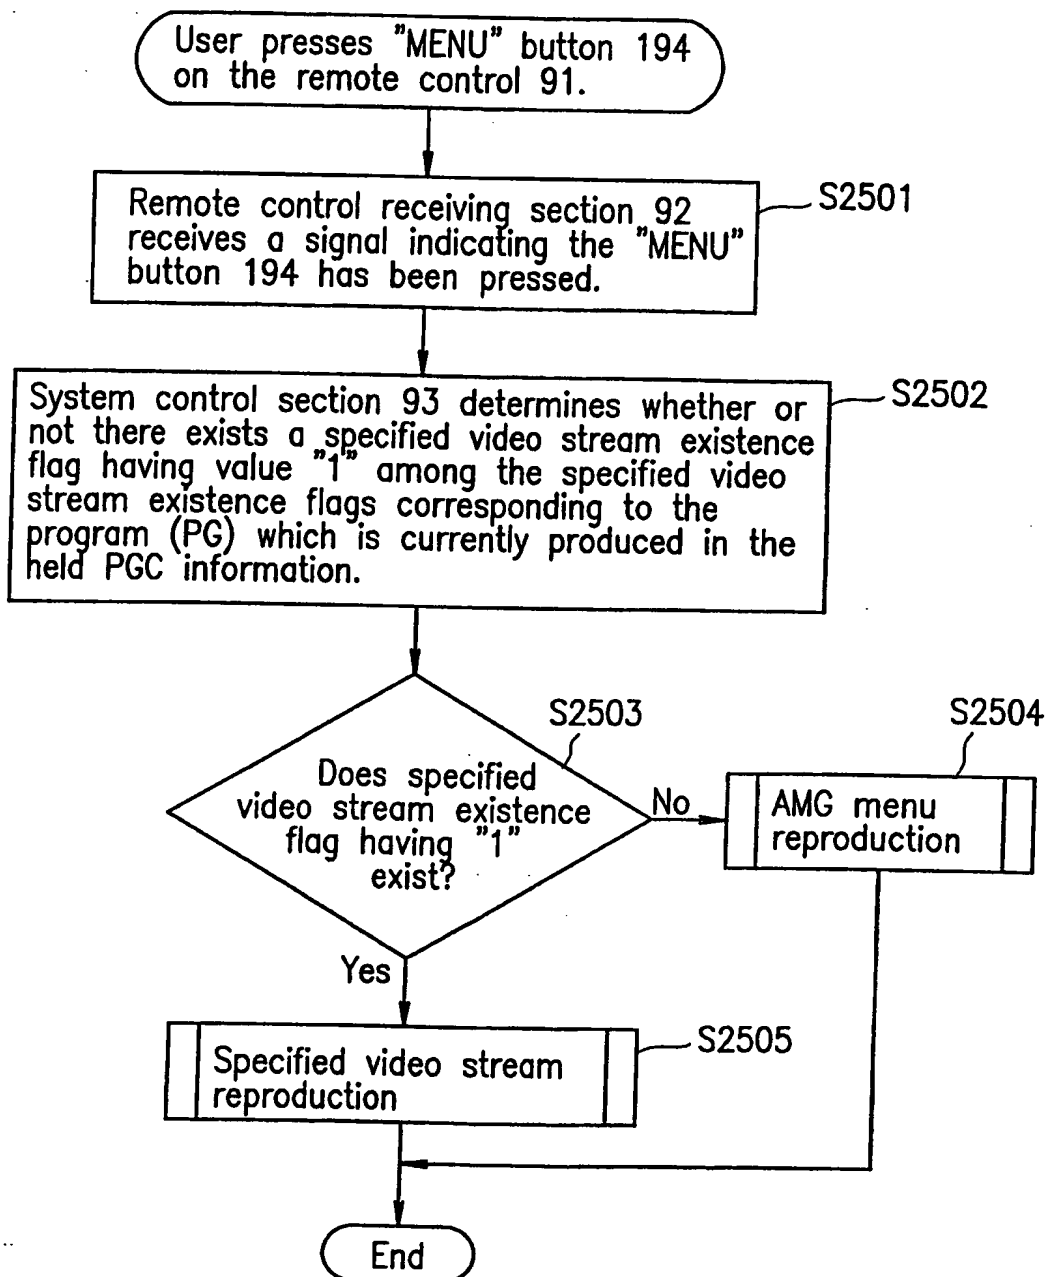 User presses "MENU" button 194
on the remote control 91.
S2501
Remote control receiving section 92
receives a signal indicating the "MENU"
button 194 has been pressed.
S2502
System control section 93 determines whether or
not there exists a specified video stream existence
flag having value "1" among the specified video
stream existence flags corresponding to the
program (PG) which is currently produced in the
held PGC information.
S2503
Does specified
video stream existence
flag having "1"
exist?
No
S2504
AMG menu
reproduction
Yes
S2505
Specified video stream
reproduction
End